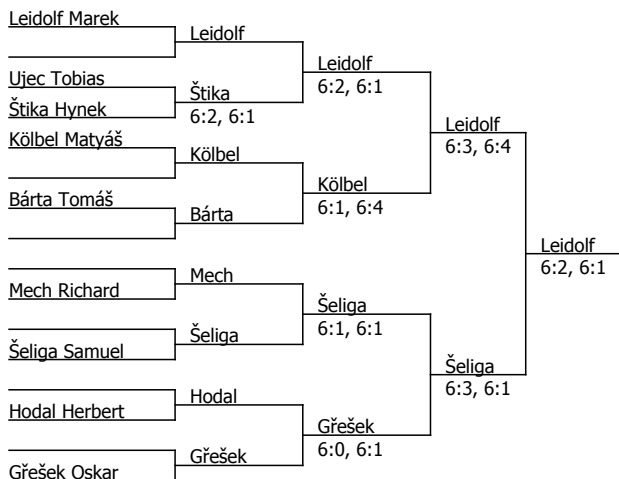 Leidolf Marek
Leidolf
Leidolf
6:2, 6:1
Ujec Tobias
Štika
6:2, 6:1
Štika Hynek
Leidolf
6:3, 6:4
Kölbel Matyáš
Kölbel
Kölbel
6:1, 6:4
Bárta Tomáš
Bárta
Leidolf
6:2, 6:1
Mech
Mech Richard
Šeliga
6:1, 6:1
Šeliga
Šeliga Samuel
Šeliga
6:3, 6:1
Hodal
Hodal Herbert
Gřešek
6:0, 6:1
Gřešek
Gřešek Oskar